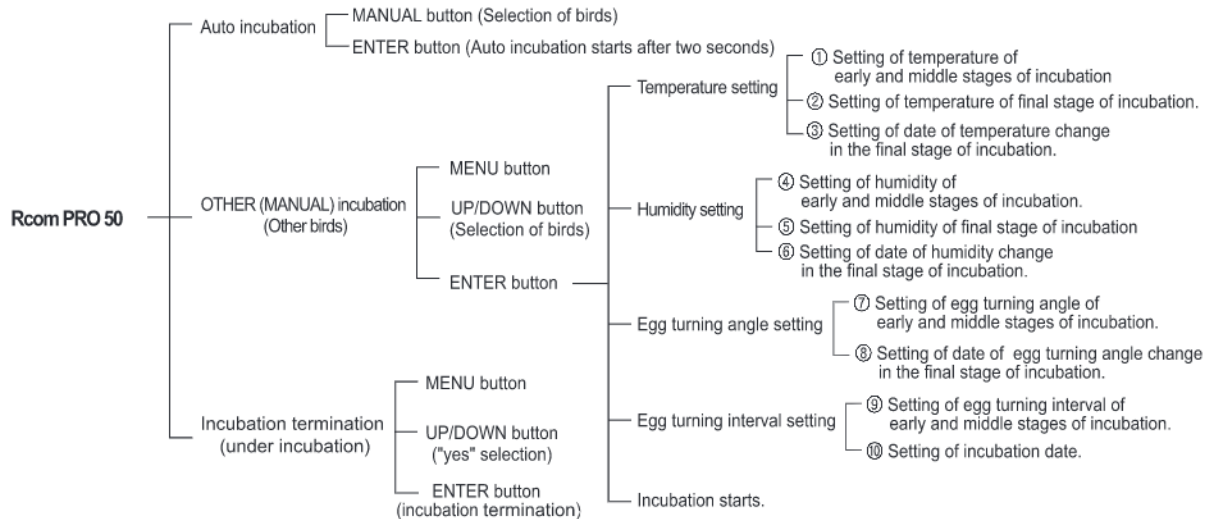 Rcom PRO 50
Auto incubation
MANUAL button (Selection of birds)
ENTER button (Auto incubation starts after two seconds)
OTHER (MANUAL) incubation
(Other birds)
MENU button
UP/DOWN button
(Selection of birds)
ENTER button
Temperature setting
① Setting of temperature of
early and middle stages of incubation
② Setting of temperature of final stage of incubation.
③ Setting of date of temperature change
in the final stage of incubation.
Humidity setting
④ Setting of humidity of
early and middle stages of incubation.
⑤ Setting of humidity of final stage of incubation
⑥ Setting of date of humidity change
in the final stage of incubation.
Egg turning angle setting
⑦ Setting of egg turning angle of
early and middle stages of incubation.
⑧ Setting of date of egg turning angle change
in the final stage of incubation.
Egg turning interval setting
⑨ Setting of egg turning interval of
early and middle stages of incubation.
⑩ Setting of incubation date.
Incubation starts.
Incubation termination
(under incubation)
MENU button
UP/DOWN button
("yes" selection)
ENTER button
(incubation termination)